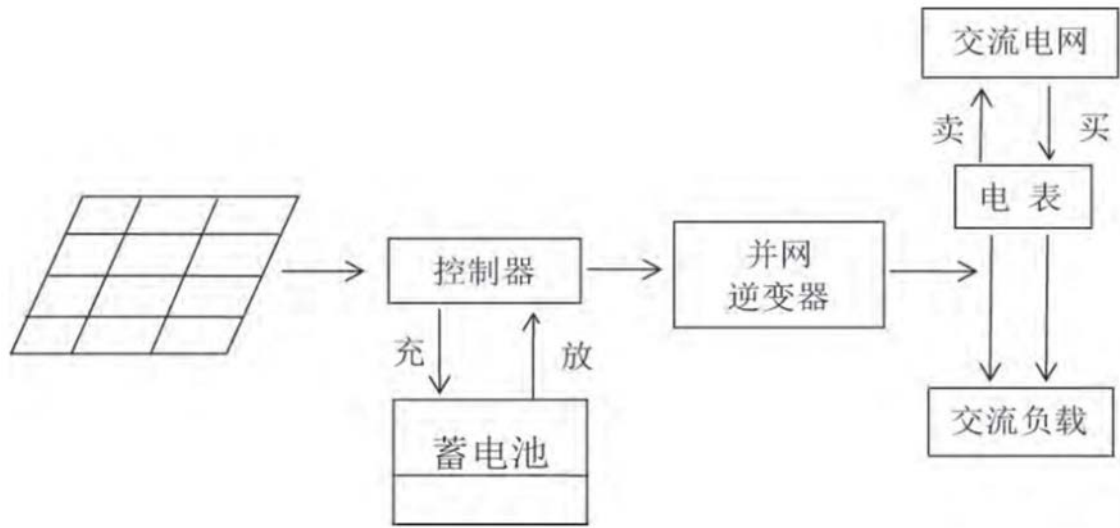 交流电网
卖
买
电 表
控制器
并网
逆变器
充
放
交流负载
蓄电池